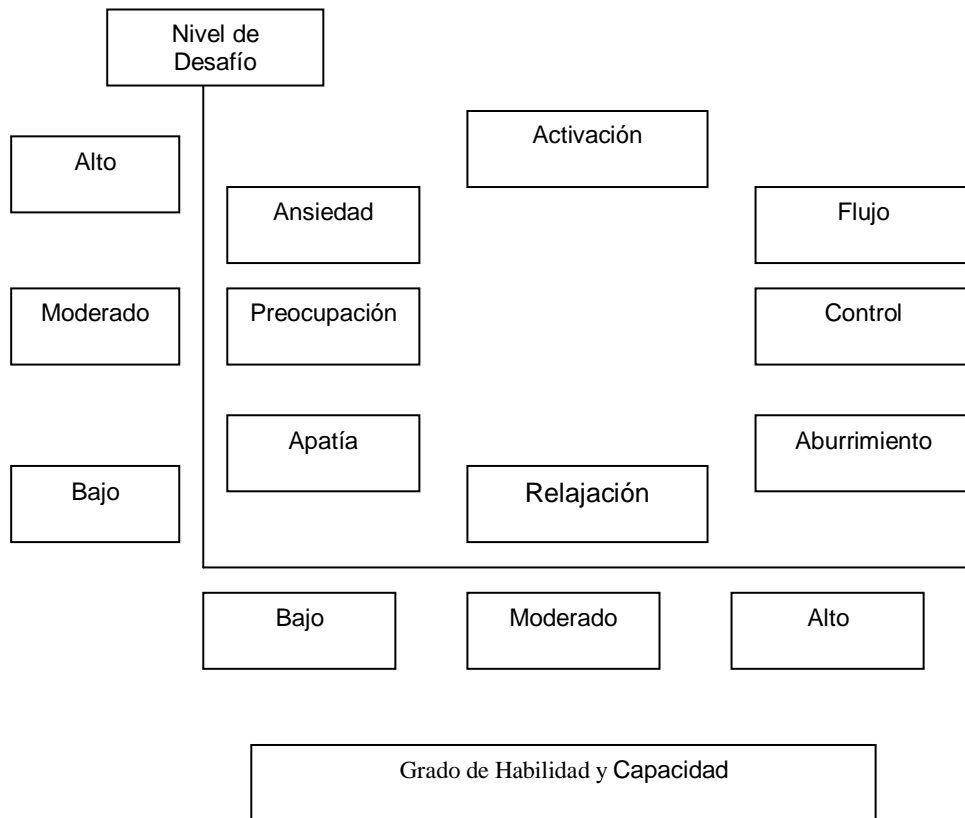 Nivel de
Desafío
Activación
Alto
Ansiedad
Flujo
Moderado
Preocupación
Control
Apatía
Aburrimiento
Bajo
Relajación
Bajo
Moderado
Alto
Grado de Habilidad y Capacidad